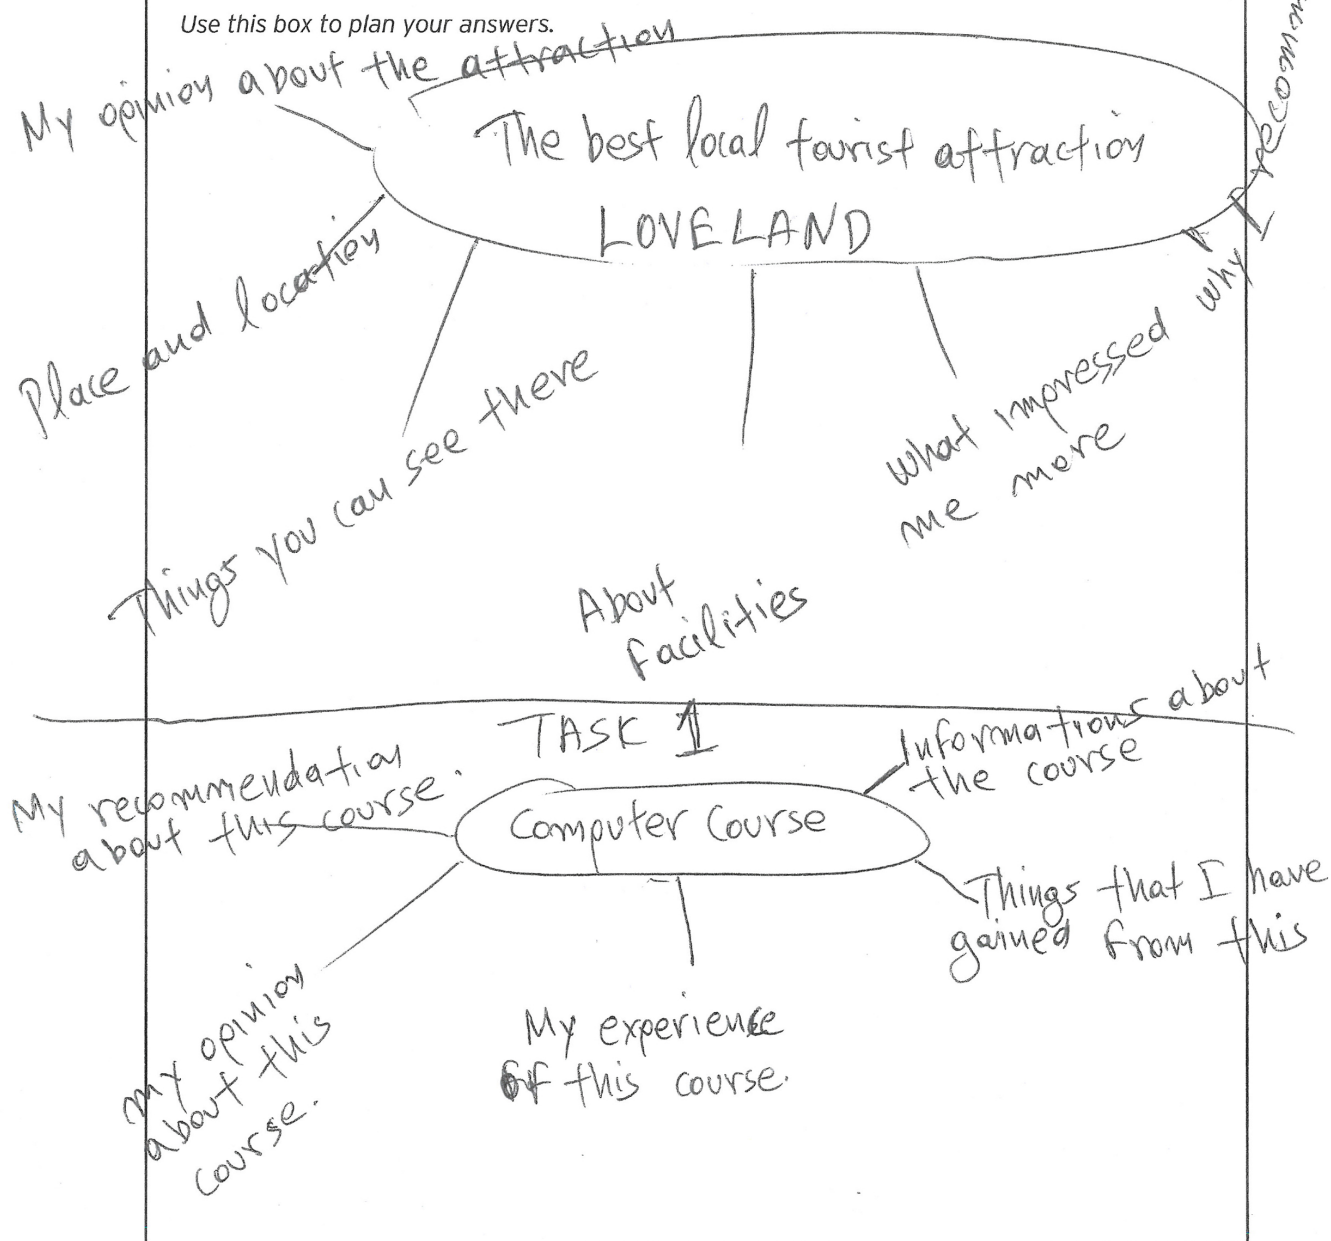 Use this box to plan your answers.
My opinion about the attraction
The best local tourist attraction
LOVELAND
Place and location
Things you can see there
About
facilities
What impressed
me more
why I recomm
TASK 1
Computer Course
My recommendation
about this course.
Informations about
the course
Things that I have
gained from this
My experience
of this course.
my opinion
about this
course.